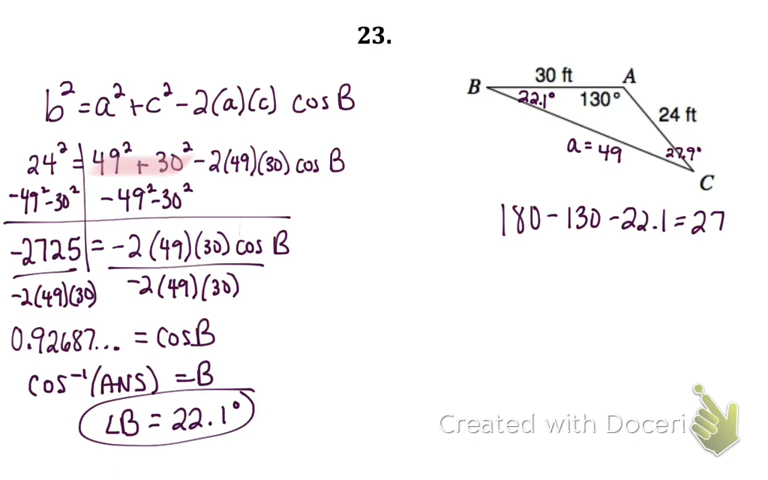 23.
b² = a² + c² - 2(a)(c) cos B
24² = 49² + 30² - 2(49)(30) cos B
-49² -30² -49² -30²
-2725 = -2(49)(30) cos B
-2(49)(30) -2(49)(30)
0.92687... = cos B
cos⁻¹(ANS) = B
∠B = 22.1°
30 ft
A
B
22.1°
130°
24 ft
a = 49
27.9°
C
180 - 130 - 22.1 = 27
Created with Doceri